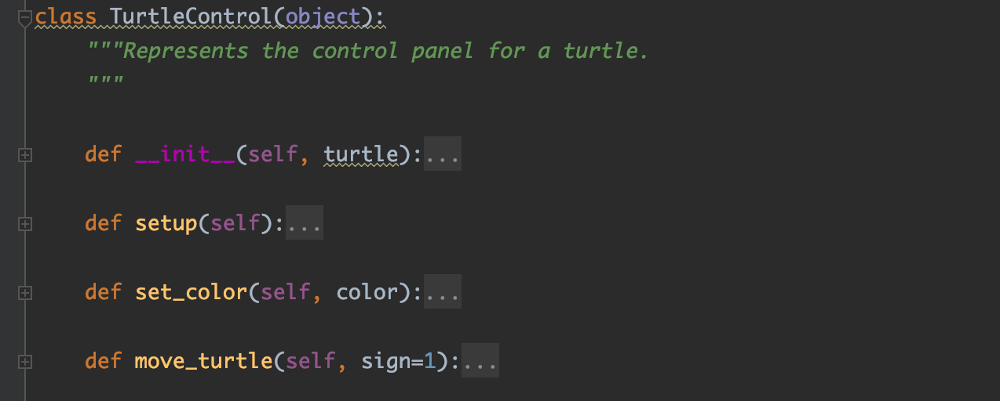 class TurtleControl(object):
"""Represents the control panel for a turtle.
"""
def __init__(self, turtle):...
def setup(self):...
def set_color(self, color):...
def move_turtle(self, sign=1):...